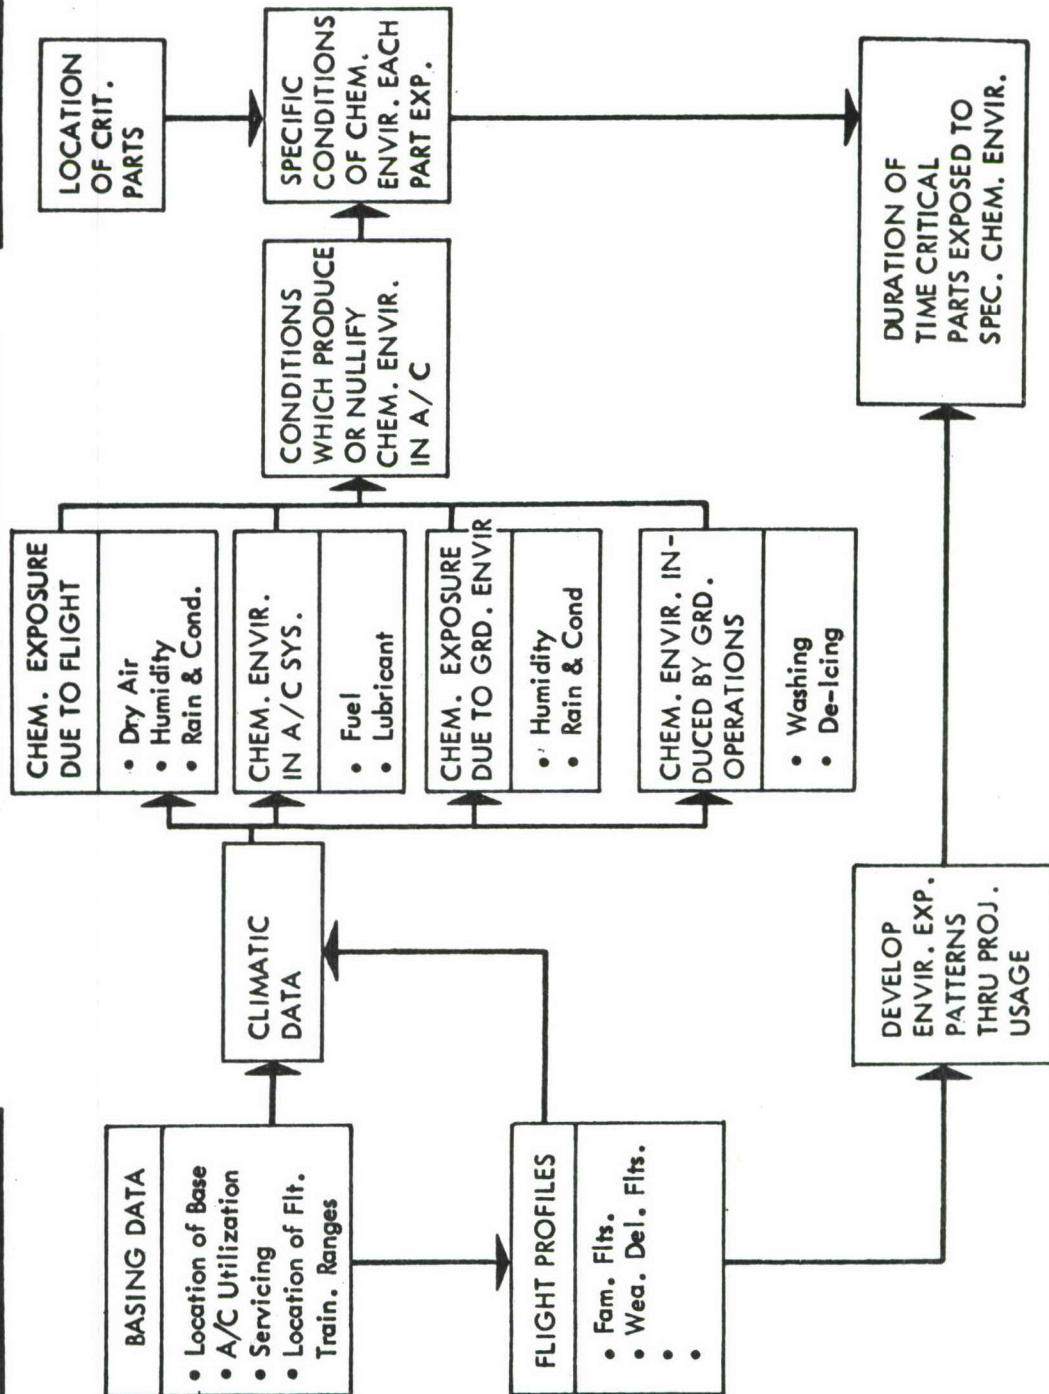 BASING DATA
• Location of Base
• A/C Utilization
• Servicing
• Location of Flt.
Train. Ranges
FLIGHT PROFILES
• Fam. Flts.
• Wea. Del. Flts.
•
•
CLIMATIC
DATA
CHEM. EXPOSURE
DUE TO FLIGHT
• Dry Air
• Humidity
• Rain & Cond.
CHEM. ENVIR.
IN A/C SYS.
• Fuel
• Lubricant
CHEM. EXPOSURE
DUE TO GRD. ENVIR
• Humidity
• Rain & Cond
CHEM. ENVIR. IN-
DUCED BY GRD.
OPERATIONS
• Washing
• De-Icing
CONDITIONS
WHICH PRODUCE
OR NULLIFY
CHEM. ENVIR.
IN A/C
LOCATION
OF CRIT.
PARTS
SPECIFIC
CONDITIONS
OF CHEM.
ENVIR. EACH
PART EXP.
DEVELOP
ENVIR. EXP.
PATTERNS
THRU PROJ.
USAGE
DURATION OF
TIME CRITICAL
PARTS EXPOSED TO
SPEC. CHEM. ENVIR.